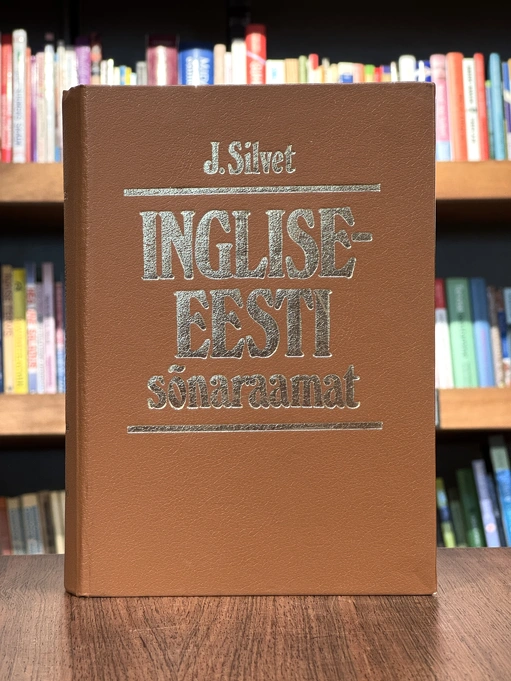 J. Silvet
INGLISE-
EESTI
sõnaraamat